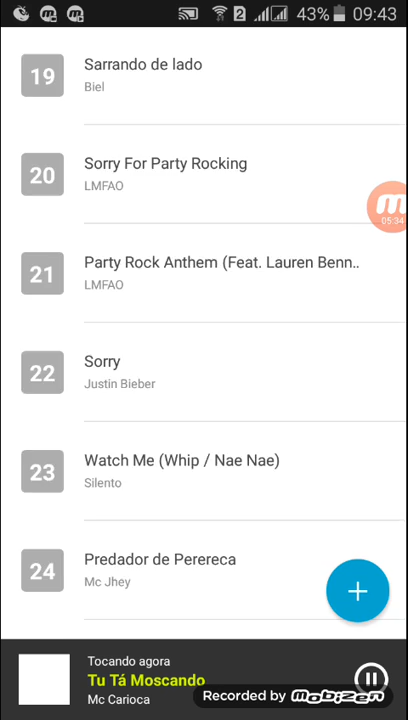 2 43% 09:43
19
Sarrando de lado
Biel
20
Sorry For Party Rocking
LMFAO
m
05:34
21
Party Rock Anthem (Feat. Lauren Benn..
LMFAO
22
Sorry
Justin Bieber
23
Watch Me (Whip / Nae Nae)
Silento
24
Predador de Perereca
Mc Jhey
+
Tocando agora
Tu Tá Moscando
Mc Carioca
Recorded by mobizen